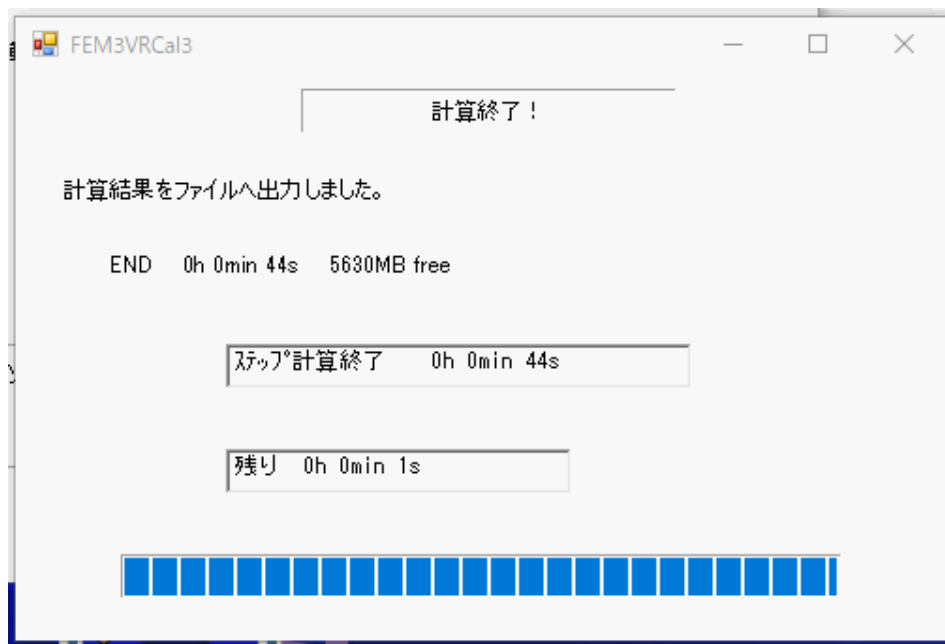 FEM3VRCal3
計算終了！
計算結果をファイルへ出力しました。
END 0h 0min 44s 5630MB free
ｽﾃｯﾌﾟ計算終了 0h 0min 44s
残り 0h 0min 1s